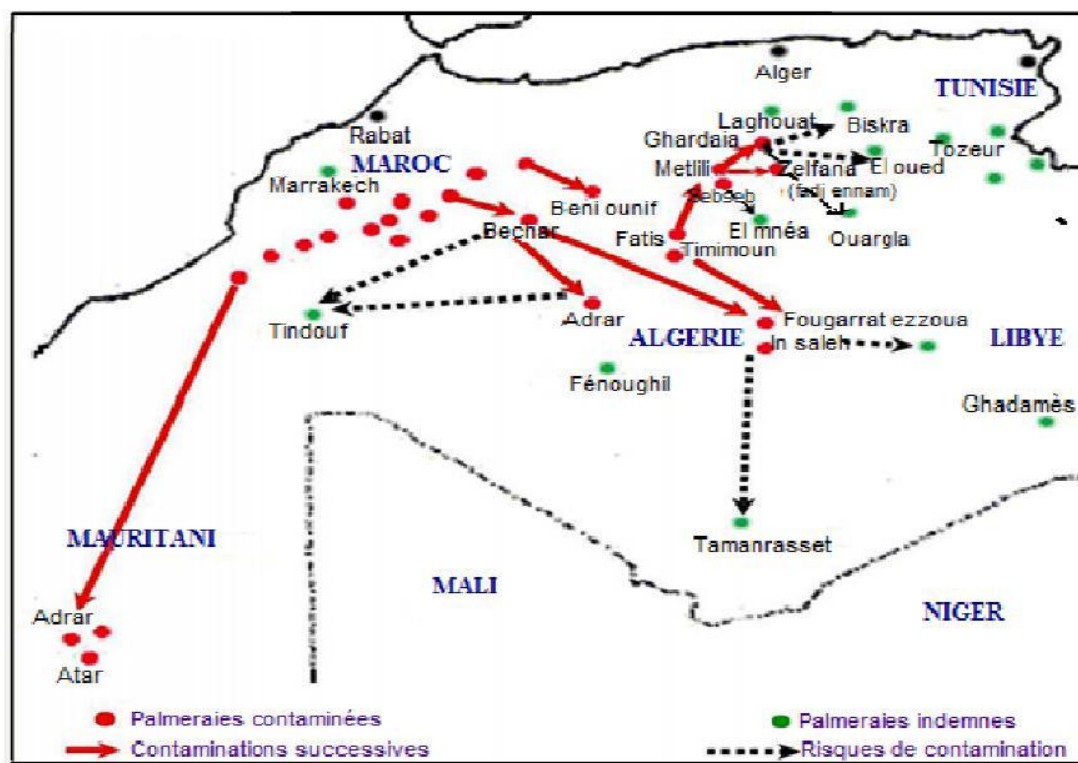 Alger
TUNISIE
Rabat
Laghouat
Biskra
Ghardaia
Tozeur
MAROC
Metlili
Zelfana
El oued
Marrakech
Sebseb
(fadj ennam)
Beni ounif
Bechar
Fatis
El mnéa
Ouargla
Timimoun
Tindouf
Adrar
ALGERIE
Fougarrat ezzoua
In saleh
LIBYE
Fénoughil
Ghadamès
MAURITANI
Tamanrasset
MALI
NIGER
Adrar
Atar
Palmeraies contaminées
Palmeraies indemnes
Contaminations successives
Risques de contamination